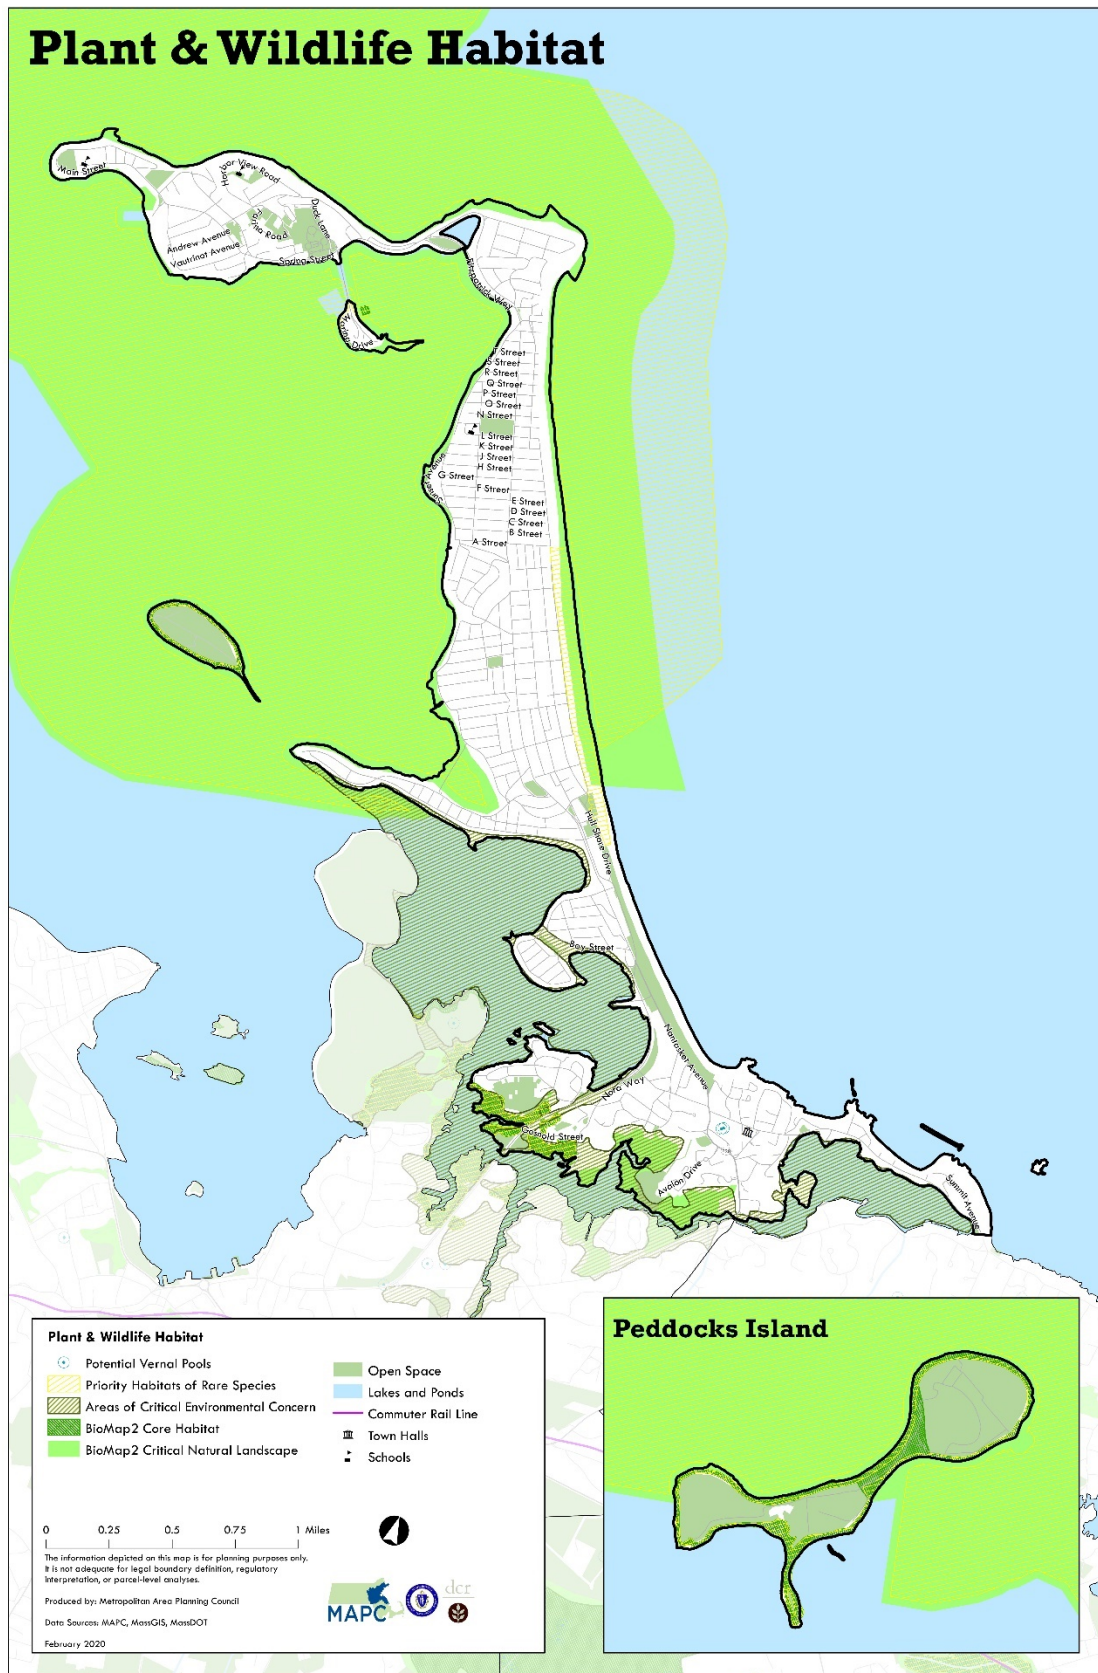 Plant & Wildlife Habitat
Main Street
Harbor View Road
Duck Lane
Farina Road
Andrew Avenue
Vautrinot Avenue
Spring Street
Fitzpatrick Way
Marina Drive
T Street
S Street
R Street
Q Street
P Street
O Street
N Street
L Street
K Street
J Street
H Street
G Street
Sunset Avenue
F Street
E Street
D Street
C Street
B Street
A Street
Hull Shore Drive
Bay Street
Nantasket Avenue
Nora Way
Gosnold Street
Avalon Drive
Summit Avenue
Peddocks Island
Plant & Wildlife Habitat
Potential Vernal Pools
Priority Habitats of Rare Species
Areas of Critical Environmental Concern
BioMap2 Core Habitat
BioMap2 Critical Natural Landscape
Open Space
Lakes and Ponds
Commuter Rail Line
Town Halls
Schools
0 0.25 0.5 0.75 1 Miles
The information depicted on this map is for planning purposes only.
It is not adequate for legal boundary definition, regulatory
interpretation, or parcel-level analyses.
Produced by: Metropolitan Area Planning Council
Data Sources: MAPC, MassGIS, MassDOT
February 2020
MAPC
dcr